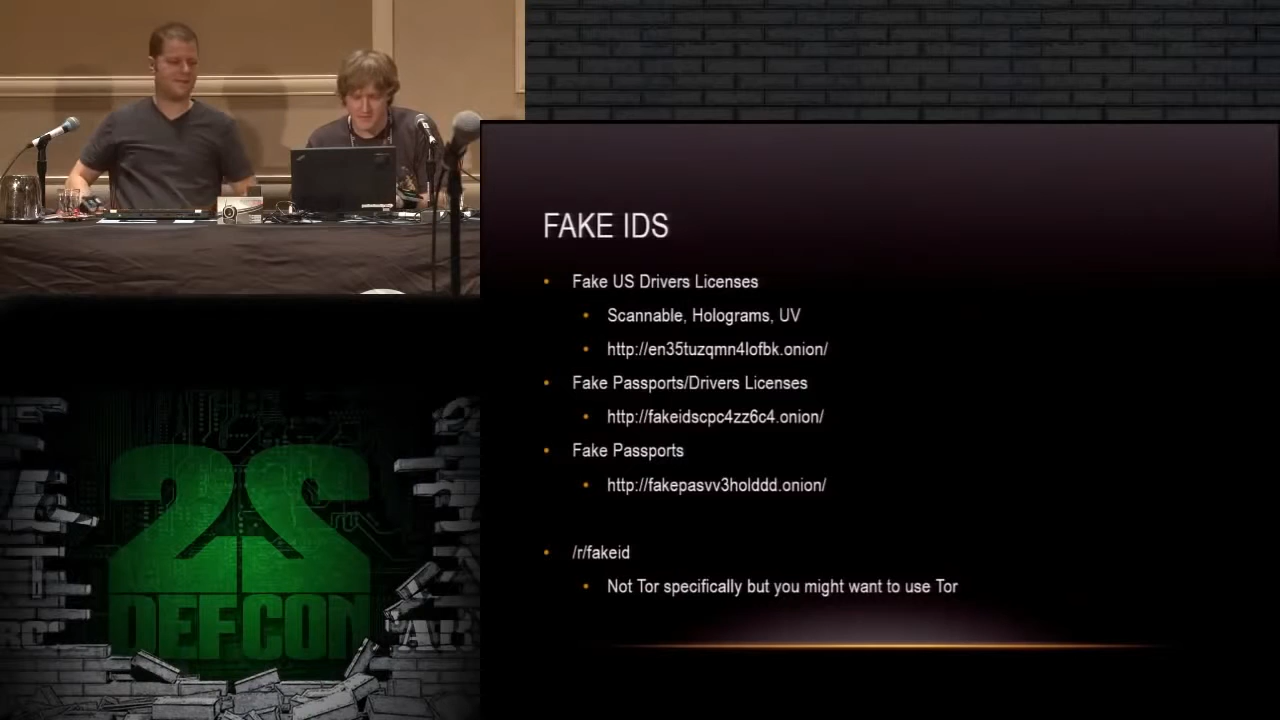 FAKE IDS
Fake US Drivers Licenses
Scannable, Holograms, UV
http://en35tuzqmn4lofbk.onion/
Fake Passports/Drivers Licenses
http://fakeidscpc4zz6c4.onion/
Fake Passports
http://fakepasvv3holddd.onion/
/r/fakeid
Not Tor specifically but you might want to use Tor
22
DEFCON